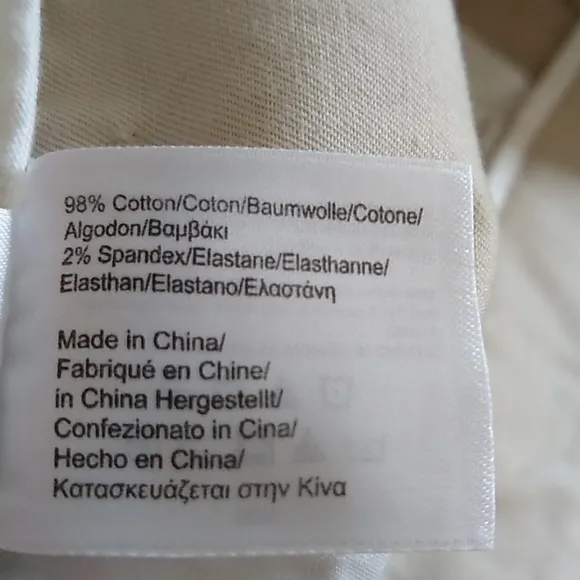 98% Cotton/Coton/Baumwolle/Cotone/
Algodon/Βαμβάκι
2% Spandex/Elastane/Elasthanne/
Elasthan/Elastano/Ελαστάνη
Made in China/
Fabriqué en Chine/
in China Hergestellt/
Confezionato in Cina/
Hecho en China/
Κατασκευάζεται στην Κίνα